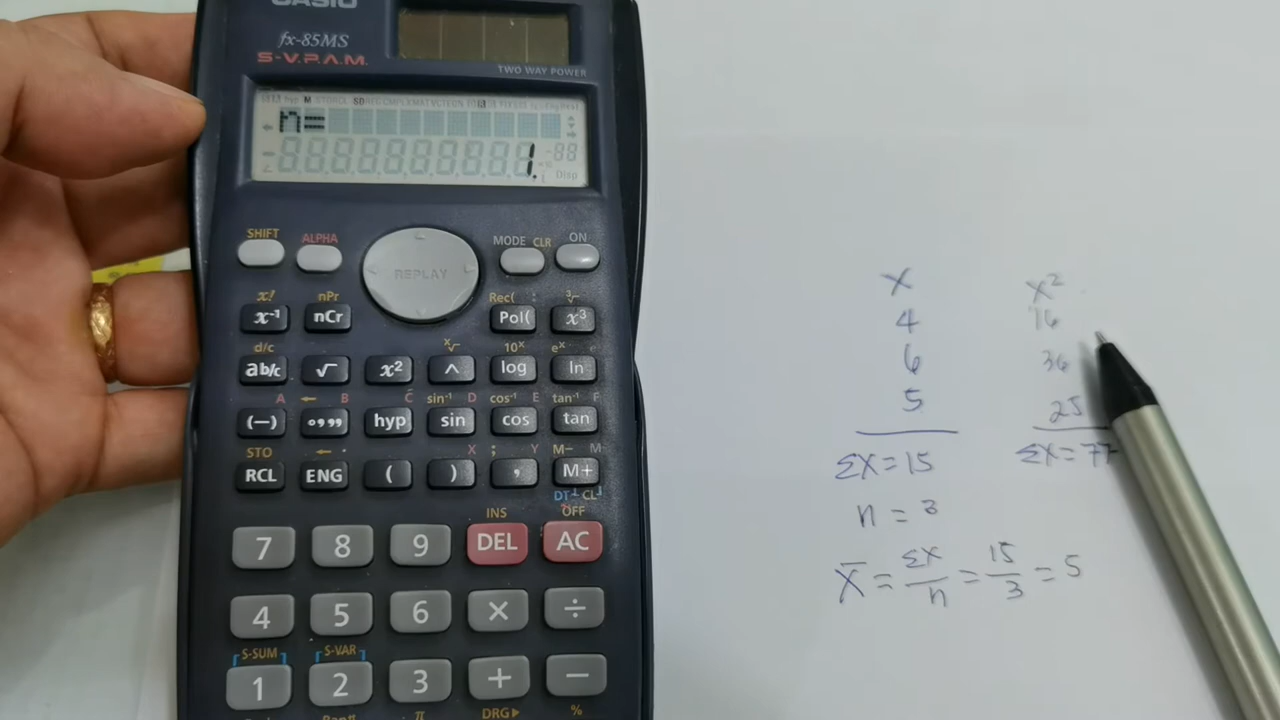 CASIO
fx-85MS
S-V.P.A.M.
TWO WAY POWER
n=
1.
SHIFT ALPHA MODE CLR ON
REPLAY
x! nPr Rec( : ³√
x⁻¹ nCr Pol( x³
d/c ˣ√ 10ˣ eˣ
ab/c √ x² ^ log ln
A B C sin⁻¹ D cos⁻¹ E tan⁻¹ F
(−) °,,, hyp sin cos tan
STO X ; Y M− M
RCL ENG ( ) , M+
DT CL
INS OFF
7 8 9 DEL AC
4 5 6 × ÷
S-SUM S-VAR
1 2 3 + −
π DRG▶ %
X X²
4 16
6 36
5 25
ΣX=15 ΣX=77
n = 3
X̄ = ΣX/n = 15/3 = 5